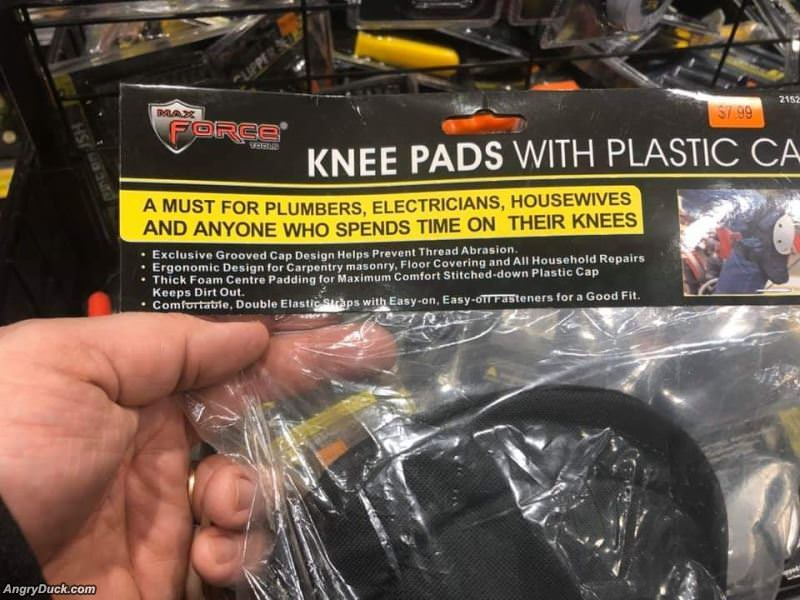 MAX
FORCE®
TOOLS
$7.99
2152
KNEE PADS WITH PLASTIC CA
A MUST FOR PLUMBERS, ELECTRICIANS, HOUSEWIVES
AND ANYONE WHO SPENDS TIME ON THEIR KNEES
• Exclusive Grooved Cap Design Helps Prevent Thread Abrasion.
• Ergonomic Design for Carpentry masonry, Floor Covering and All Household Repairs
• Thick Foam Centre Padding for Maximum Comfort Stitched-down Plastic Cap
Keeps Dirt Out.
• Comfortable, Double Elastic Straps with Easy-on, Easy-off Fasteners for a Good Fit.
AngryDuck.com